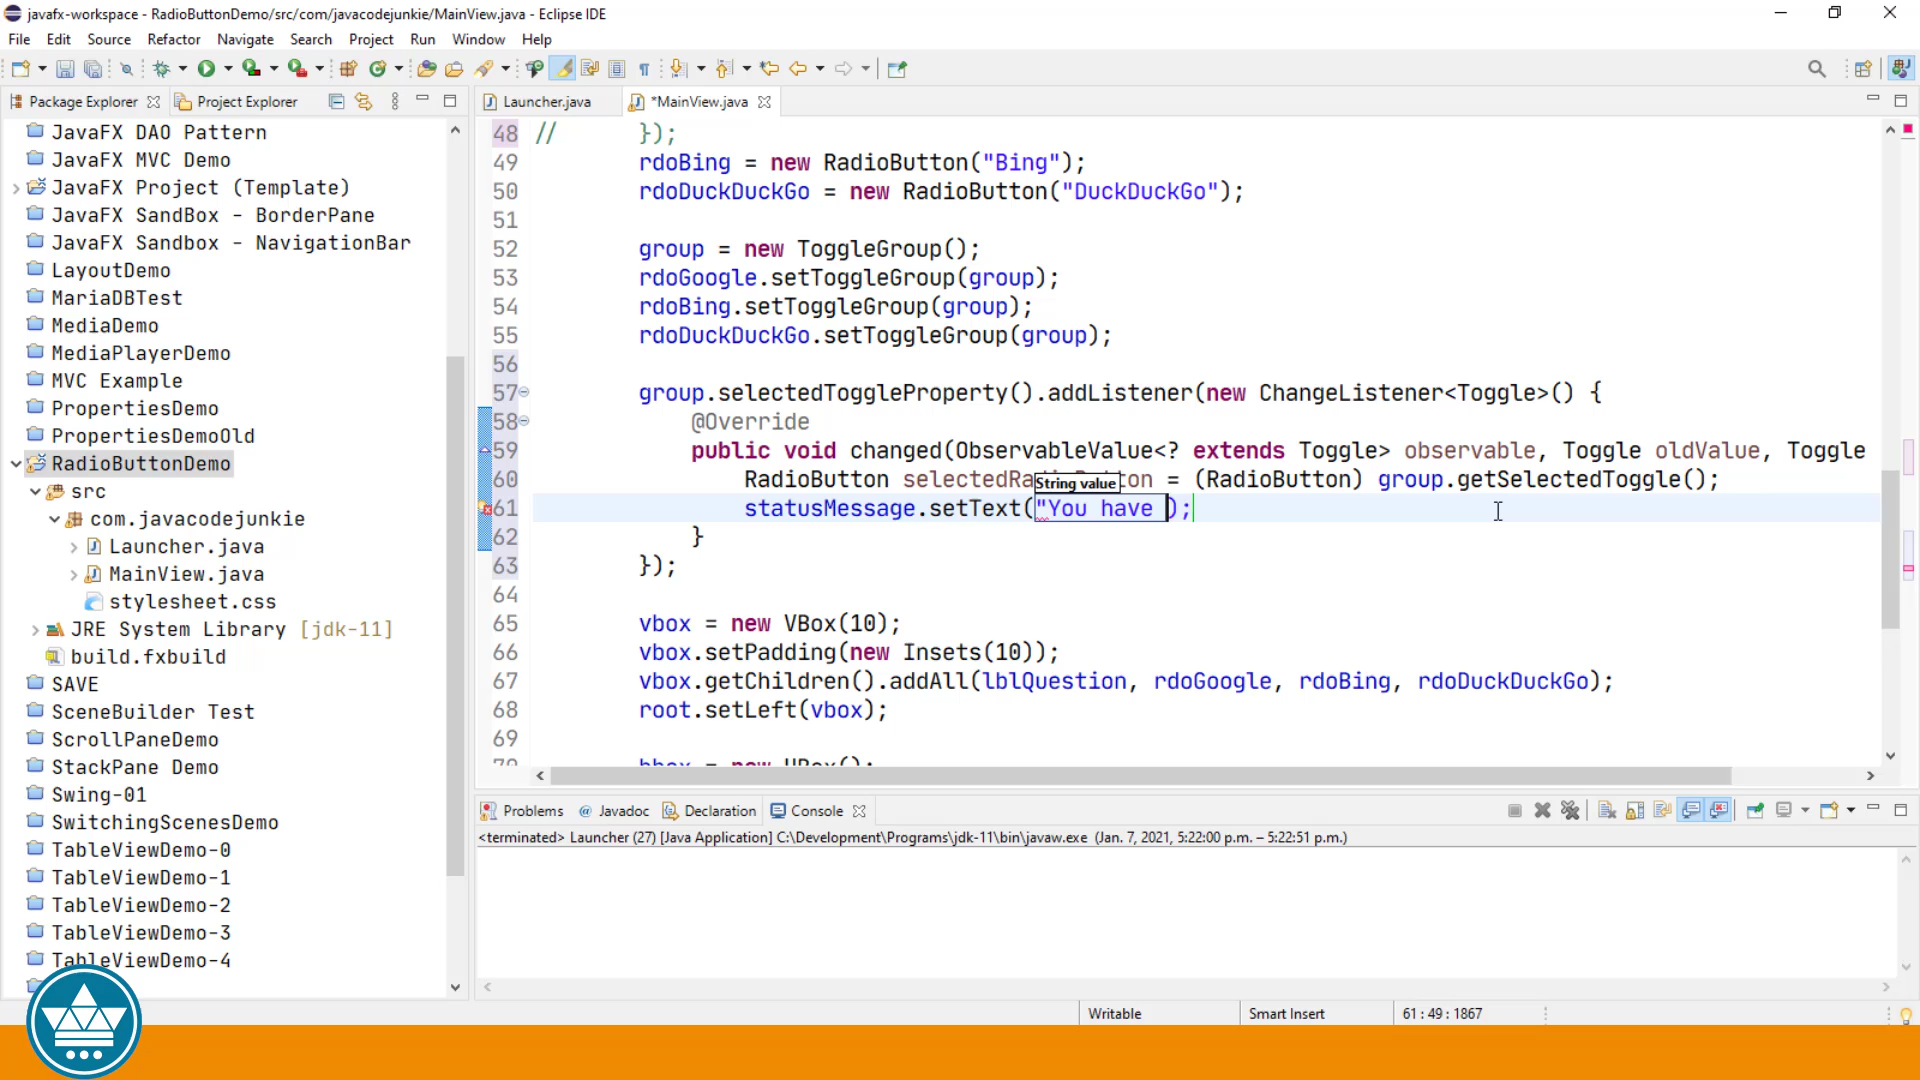 javafx-workspace - RadioButtonDemo/src/com/javacodejunkie/MainView.java - Eclipse IDE
File Edit Source Refactor Navigate Search Project Run Window Help
Package Explorer Project Explorer
Launcher.java *MainView.java
JavaFX DAO Pattern
JavaFX MVC Demo
JavaFX Project (Template)
JavaFX SandBox - BorderPane
JavaFX Sandbox - NavigationBar
LayoutDemo
MariaDBTest
MediaDemo
MediaPlayerDemo
MVC Example
PropertiesDemo
PropertiesDemoOld
RadioButtonDemo
src
com.javacodejunkie
Launcher.java
MainView.java
stylesheet.css
JRE System Library [jdk-11]
build.fxbuild
SAVE
SceneBuilder Test
ScrollPaneDemo
StackPane Demo
Swing-01
SwitchingScenesDemo
TableViewDemo-0
TableViewDemo-1
TableViewDemo-2
TableViewDemo-3
TableViewDemo-4
48 // });
49 rdoBing = new RadioButton("Bing");
50 rdoDuckDuckGo = new RadioButton("DuckDuckGo");
51
52 group = new ToggleGroup();
53 rdoGoogle.setToggleGroup(group);
54 rdoBing.setToggleGroup(group);
55 rdoDuckDuckGo.setToggleGroup(group);
56
57 group.selectedToggleProperty().addListener(new ChangeListener<Toggle>() {
58 @Override
59 public void changed(ObservableValue<? extends Toggle> observable, Toggle oldValue, Toggle
60 RadioButton selectedRa on = (RadioButton) group.getSelectedToggle();
String value
61 statusMessage.setText("You have );
62 }
63 });
64
65 vbox = new VBox(10);
66 vbox.setPadding(new Insets(10));
67 vbox.getChildren().addAll(lblQuestion, rdoGoogle, rdoBing, rdoDuckDuckGo);
68 root.setLeft(vbox);
69
Problems Javadoc Declaration Console
<terminated> Launcher (27) [Java Application] C:\Development\Programs\jdk-11\bin\javaw.exe (Jan. 7, 2021, 5:22:00 p.m. – 5:22:51 p.m.)
Writable Smart Insert 61 : 49 : 1867